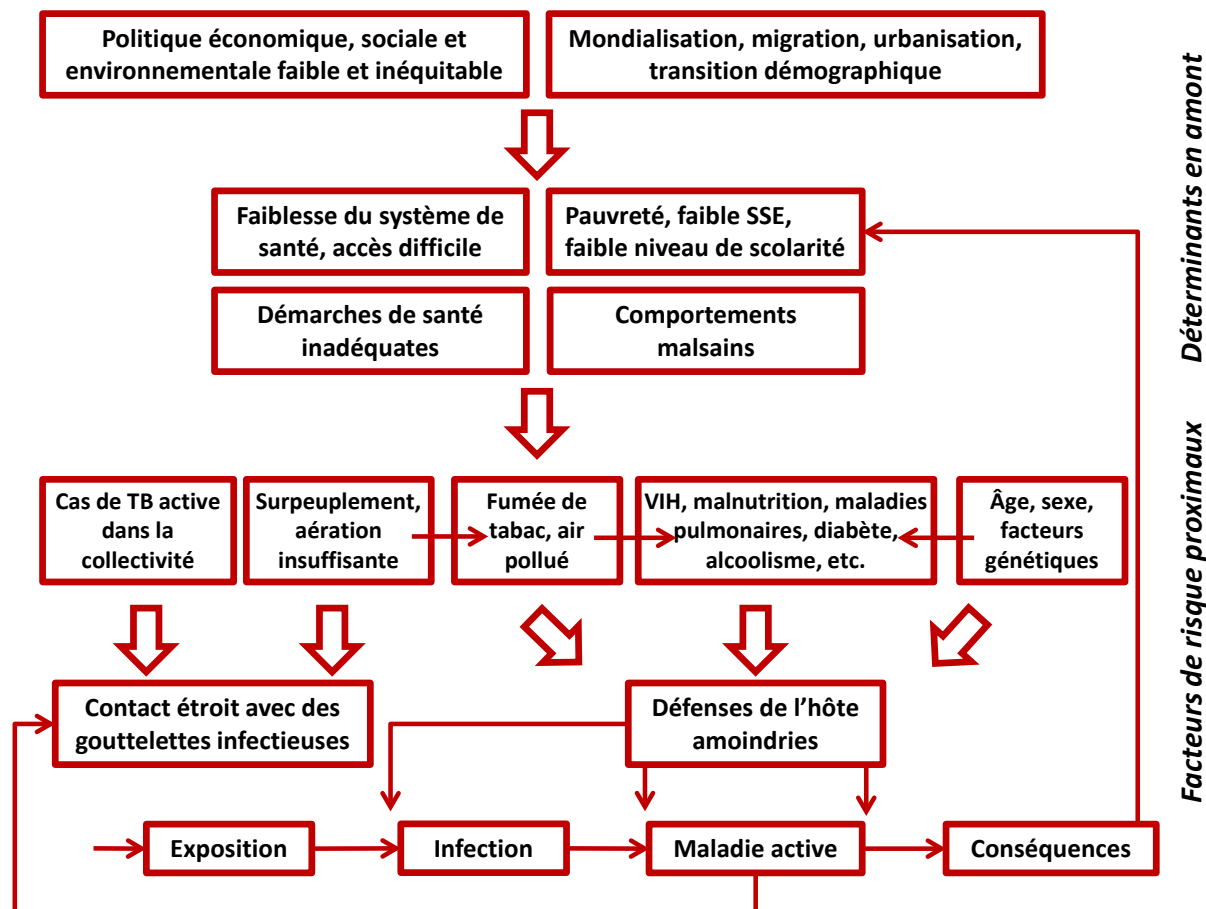 Politique économique, sociale et
environnementale faible et inéquitable
Mondialisation, migration, urbanisation,
transition démographique
Déterminants en amont
Faiblesse du système de
santé, accès difficile
Pauvreté, faible SSE,
faible niveau de scolarité
Démarches de santé
inadéquates
Comportements
malsains
Facteurs de risque proximaux
Cas de TB active
dans la
collectivité
Surpeuplement,
aération
insuffisante
Fumée de
tabac, air
pollué
VIH, malnutrition, maladies
pulmonaires, diabète,
alcoolisme, etc.
Âge, sexe,
facteurs
génétiques
Contact étroit avec des
gouttelettes infectieuses
Défenses de l’hôte
amoindries
Exposition
Infection
Maladie active
Conséquences